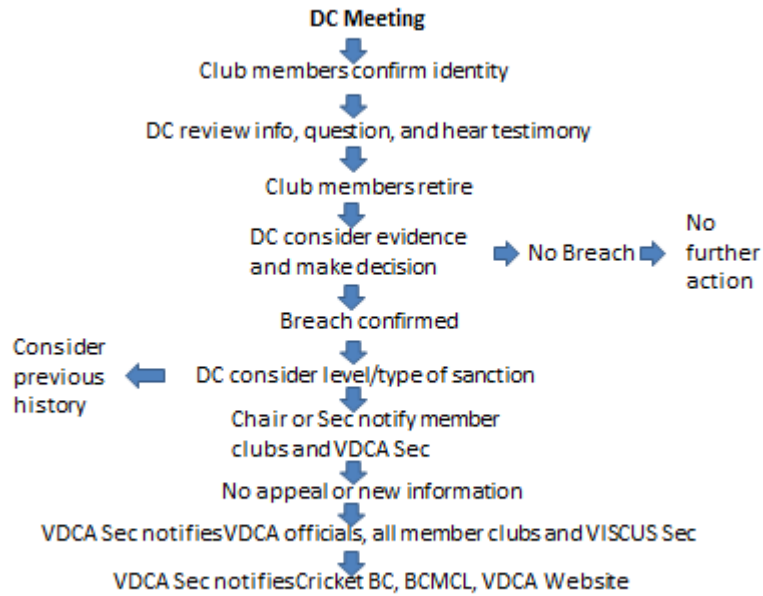 DC Meeting
Club members confirm identity
DC review info, question, and hear testimony
Club members retire
DC consider evidence
and make decision
No Breach
No
further
action
Breach confirmed
Consider
previous
history
DC consider level/type of sanction
Chair or Sec notify member
clubs and VDCA Sec
No appeal or new information
VDCA Sec notifies VDCA officials, all member clubs and VISCUS Sec
VDCA Sec notifies Cricket BC, BCMCL, VDCA Website